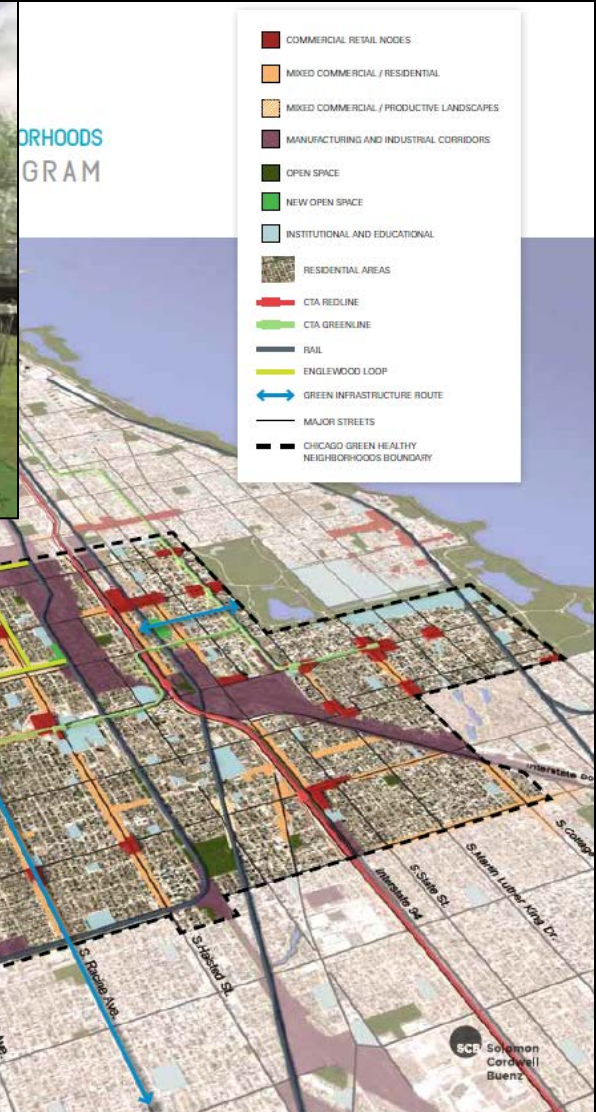 ORHOODS
GRAM
COMMERCIAL RETAIL NODES
MIXED COMMERCIAL / RESIDENTIAL
MIXED COMMERCIAL / PRODUCTIVE LANDSCAPES
MANUFACTURING AND INDUSTRIAL CORRIDORS
OPEN SPACE
NEW OPEN SPACE
INSTITUTIONAL AND EDUCATIONAL
RESIDENTIAL AREAS
CTA REDLINE
CTA GREENLINE
RAIL
ENGLEWOOD LOOP
GREEN INFRASTRUCTURE ROUTE
MAJOR STREETS
CHICAGO GREEN HEALTHY
NEIGHBORHOODS BOUNDARY
Interstate
S. Cottage
S. Martin Luther King Dr.
S. State St.
Interstate 94
S. Halsted St.
S. Racine Ave.
Ave.
SCB Solomon
Cordwell
Buenz